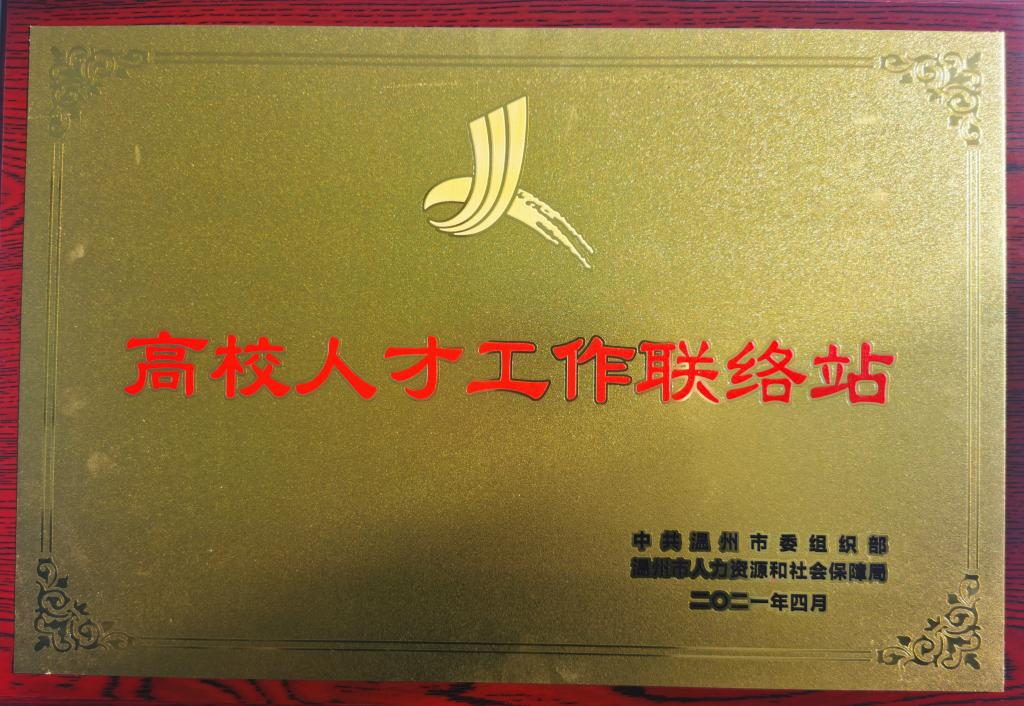 高校人才工作联络站
中共温州市委组织部
温州市人力资源和社会保障局
二〇二一年四月